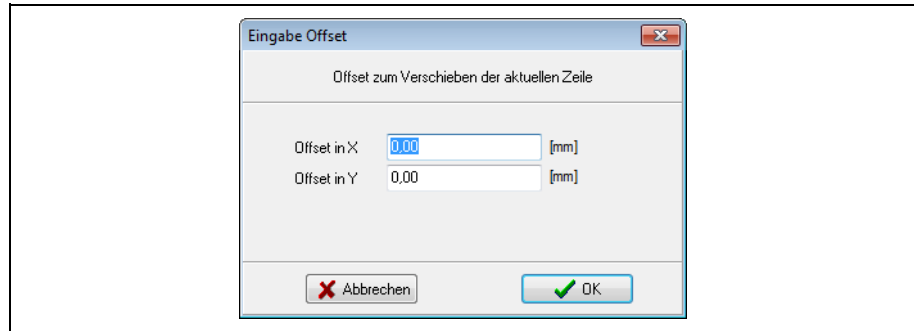 Eingabe Offset
Offset zum Verschieben der aktuellen Zeile
Offset in X 0,00 [mm]
Offset in Y 0,00 [mm]
Abbrechen OK